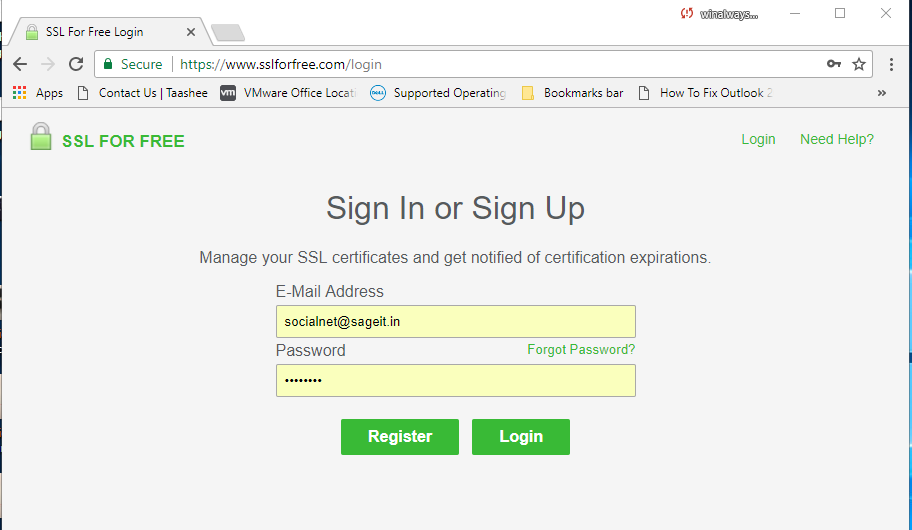 winalways...
SSL For Free Login
Secure https://www.sslforfree.com/login
Apps Contact Us | Taashee vm VMware Office Locati DELL Supported Operating Bookmarks bar How To Fix Outlook 2 »
SSL FOR FREE Login Need Help?
Sign In or Sign Up
Manage your SSL certificates and get notified of certification expirations.
E-Mail Address
socialnet@sageit.in
Password Forgot Password?
••••••••
Register Login